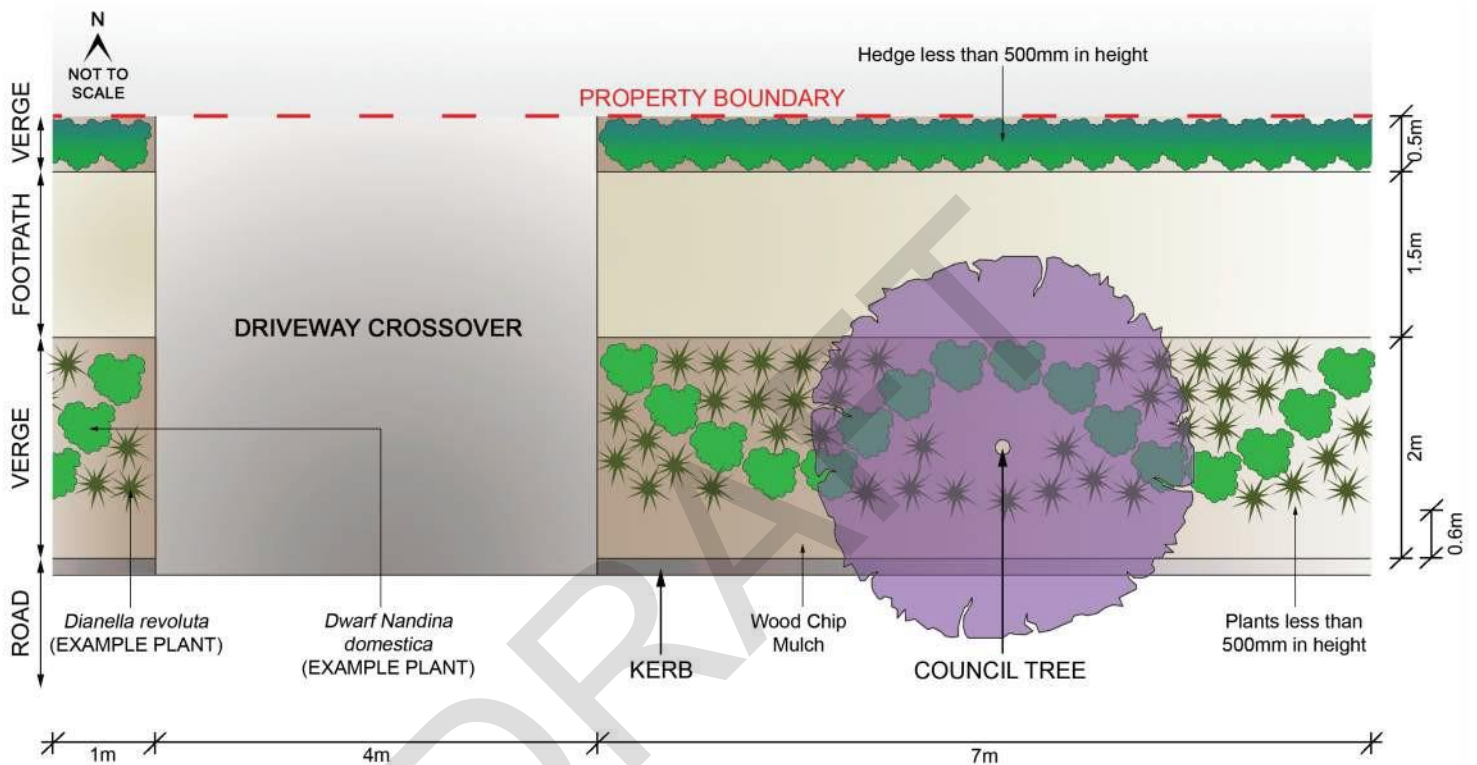 N
NOT TO
SCALE
Hedge less than 500mm in height
PROPERTY BOUNDARY
VERGE
0.5m
FOOTPATH
1.5m
DRIVEWAY CROSSOVER
VERGE
2m
0.6m
ROAD
Dianella revoluta
(EXAMPLE PLANT)
Dwarf Nandina
domestica
(EXAMPLE PLANT)
KERB
Wood Chip
Mulch
COUNCIL TREE
Plants less than
500mm in height
1m
4m
7m
DRAFT